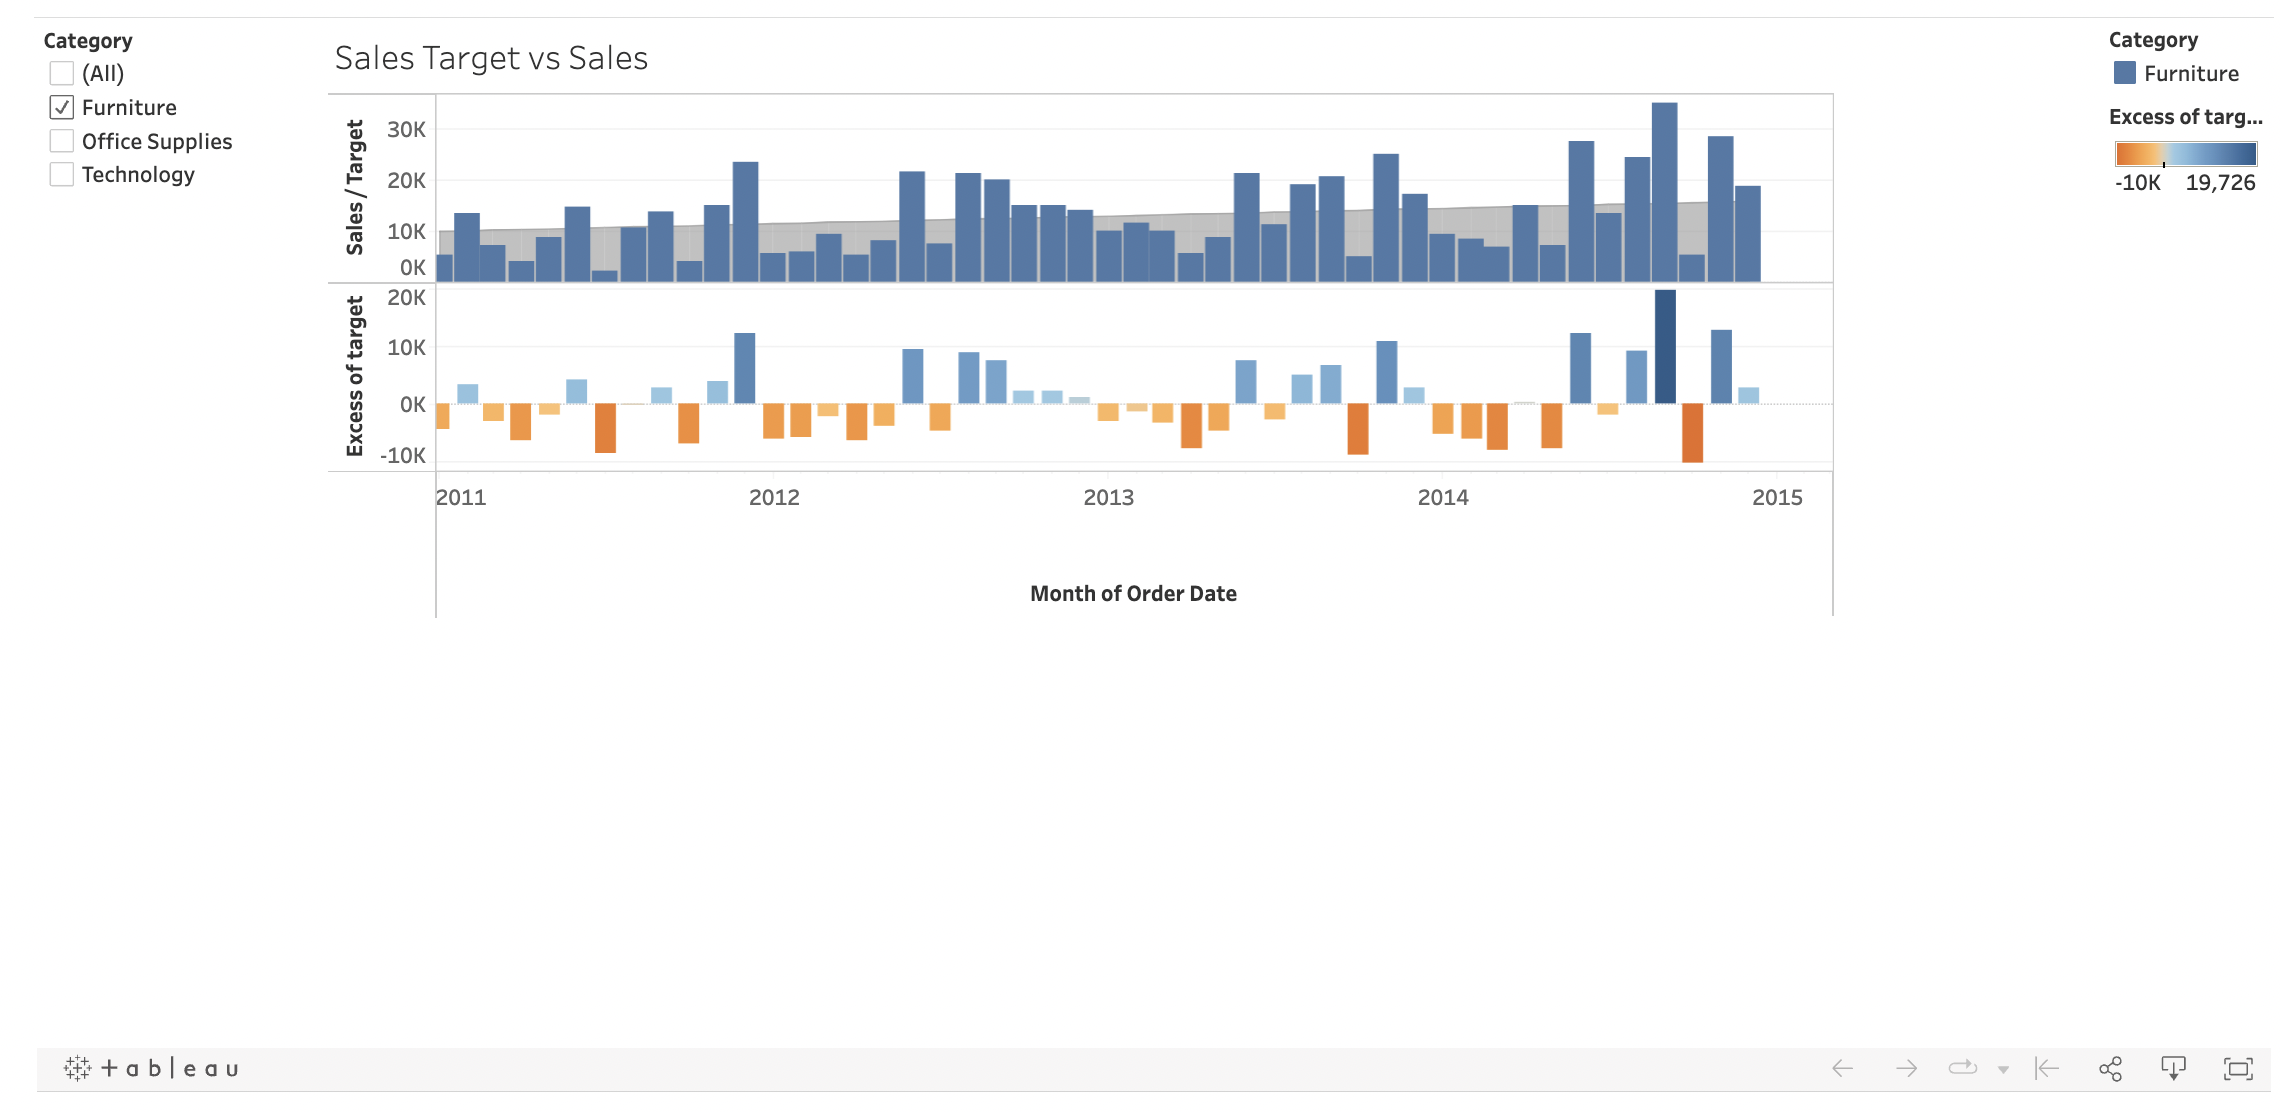 Category
(All)
Furniture
Office Supplies
Technology
Sales Target vs Sales
Sales / Target
30K
20K
10K
0K
Excess of target
20K
10K
0K
-10K
2011 2012 2013 2014 2015
Month of Order Date
Category
Furniture
Excess of targ...
-10K 19,726
+ableau